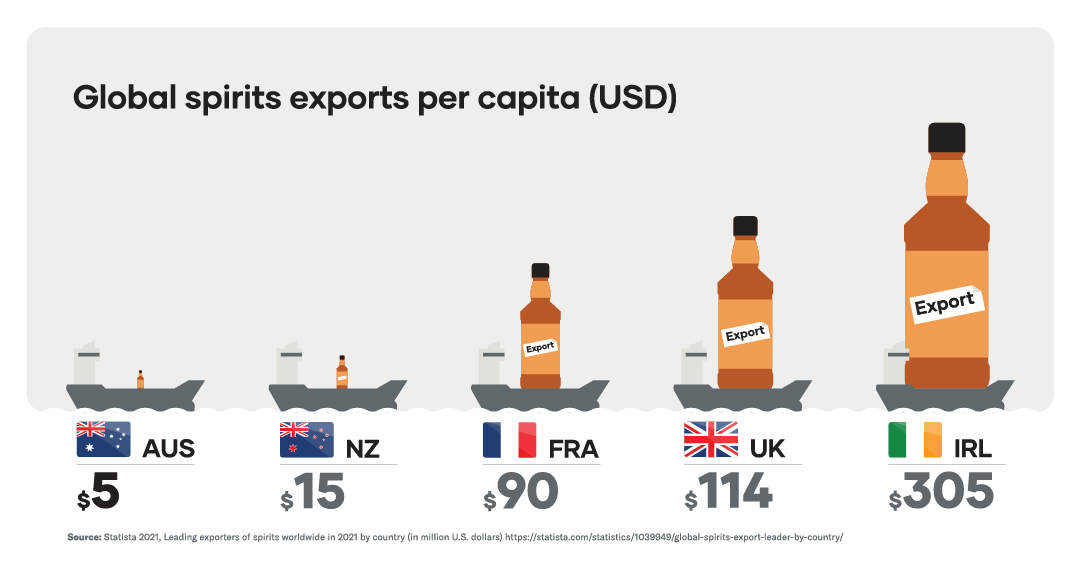 Global spirits exports per capita (USD)
Export
Export
Export
AUS
$5
NZ
$15
FRA
$90
UK
$114
IRL
$305
Source: Statista 2021, Leading exporters of spirits worldwide in 2021 by country (in million U.S. dollars) https://statista.com/statistics/1039949/global-spirits-export-leader-by-country/